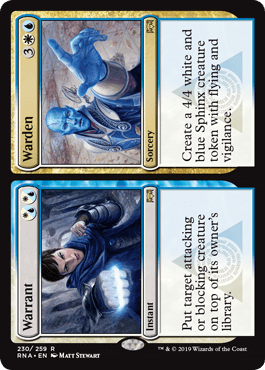 Warrant
Instant
Put target attacking
or blocking creature
on top of its owner's
library.
Warden
3
Sorcery
Create a 4/4 white and
blue Sphinx creature
token with flying and
vigilance.
230/259 R
RNA • EN MATT STEWART
™ & © 2019 Wizards of the Coast